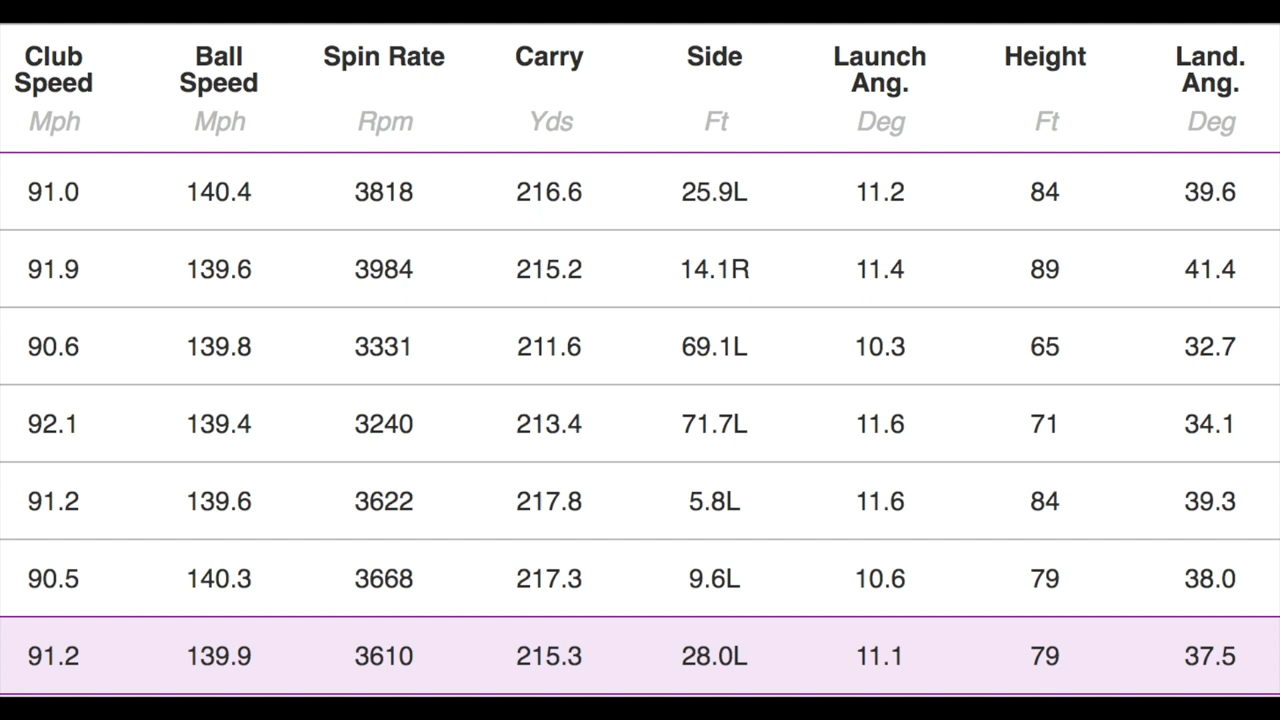 Club Speed Ball Speed Spin Rate Carry Side Launch Ang. Height Land. Ang.
Mph Mph Rpm Yds Ft Deg Ft Deg
91.0 140.4 3818 216.6 25.9L 11.2 84 39.6
91.9 139.6 3984 215.2 14.1R 11.4 89 41.4
90.6 139.8 3331 211.6 69.1L 10.3 65 32.7
92.1 139.4 3240 213.4 71.7L 11.6 71 34.1
91.2 139.6 3622 217.8 5.8L 11.6 84 39.3
90.5 140.3 3668 217.3 9.6L 10.6 79 38.0
91.2 139.9 3610 215.3 28.0L 11.1 79 37.5